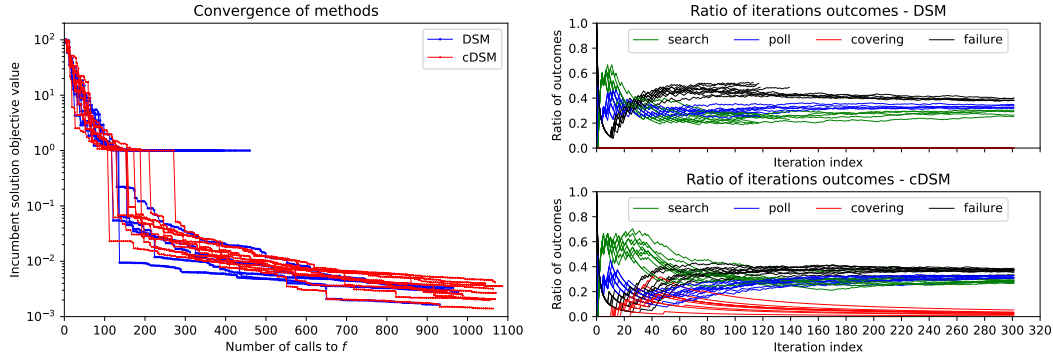 Convergence of methods
Incumbent solution objective value
10²
10¹
10⁰
10⁻¹
10⁻²
10⁻³
DSM
cDSM
0 100 200 300 400 500 600 700 800 900 1000 1100
Number of calls to f
Ratio of iterations outcomes - DSM
Ratio of outcomes
1.0
0.8
0.6
0.4
0.2
0.0
search poll covering failure
Iteration index
Ratio of iterations outcomes - cDSM
Ratio of outcomes
1.0
0.8
0.6
0.4
0.2
0.0
search poll covering failure
0 20 40 60 80 100 120 140 160 180 200 220 240 260 280 300 320
Iteration index